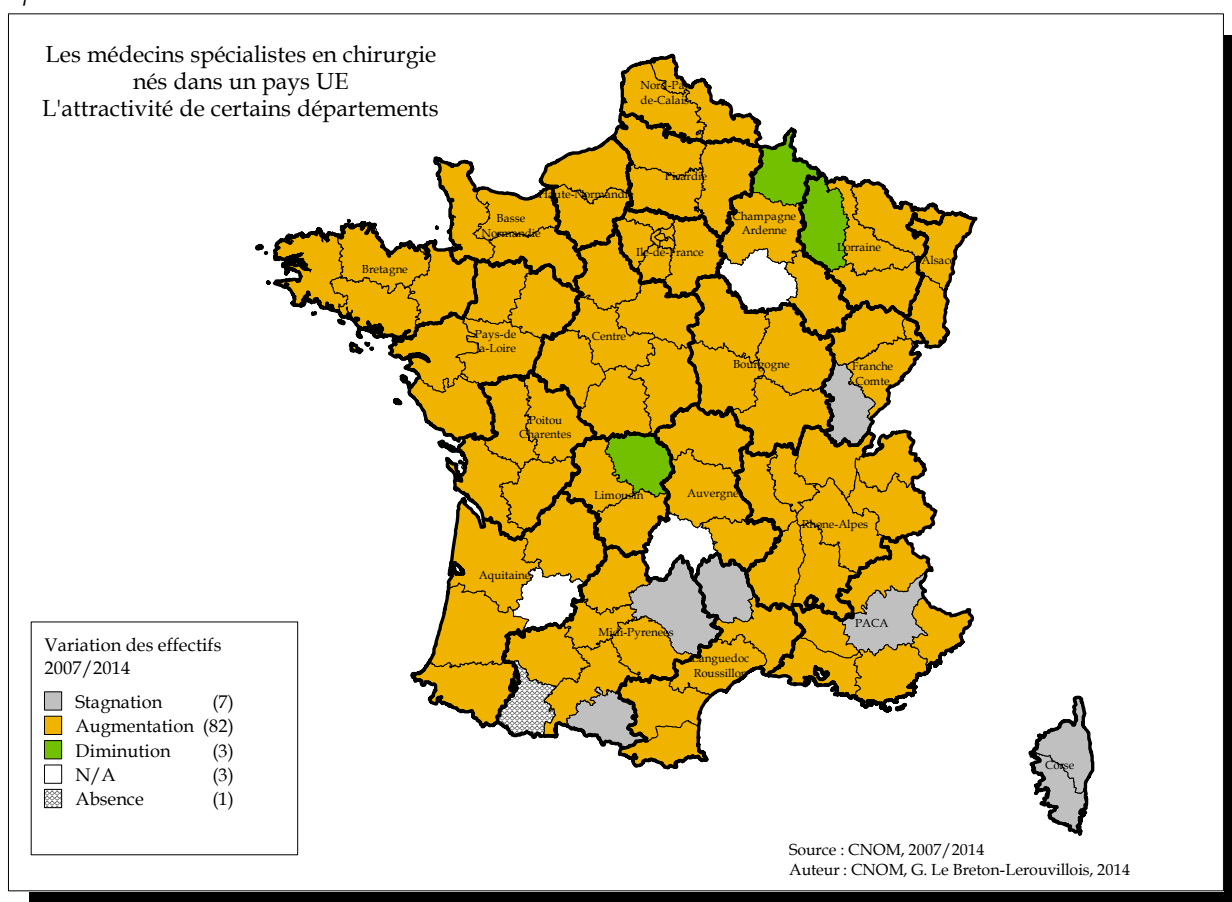 Les médecins spécialistes en chirurgie
nés dans un pays UE
L'attractivité de certains départements
Nord-Pas
de-Calais
Picardie
Haute-Normandie
Basse
Normandie
Champagne
Ardenne
Ile-de-France
Lorraine
Alsace
Bretagne
Pays-de
la-Loire
Centre
Bourgogne
Franche
Comte
Poitou
Charentes
Limousin
Auvergne
Rhone-Alpes
Aquitaine
Midi-Pyrenees
PACA
Languedoc
Roussillon
Corse
Variation des effectifs
2007/2014
Stagnation (7)
Augmentation (82)
Diminution (3)
N/A (3)
Absence (1)
Source : CNOM, 2007/2014
Auteur : CNOM, G. Le Breton-Lerouvillois, 2014